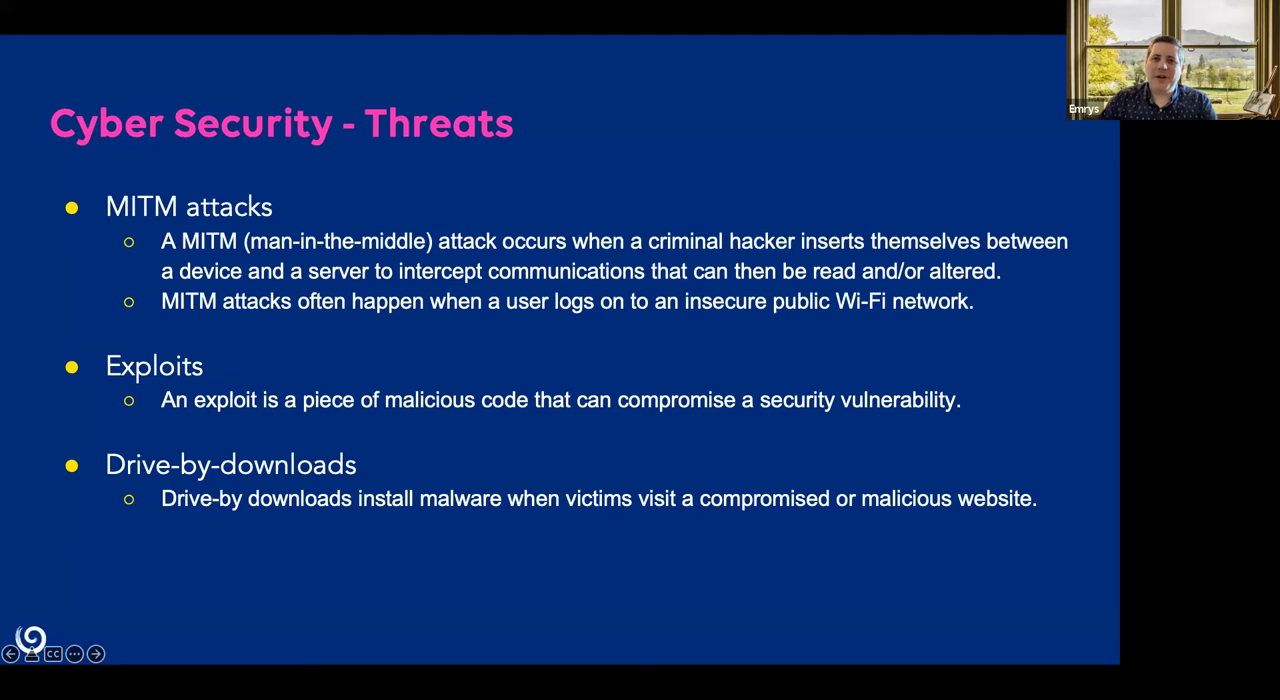 Emrys
Cyber Security - Threats
MITM attacks
A MITM (man-in-the-middle) attack occurs when a criminal hacker inserts themselves between
a device and a server to intercept communications that can then be read and/or altered.
MITM attacks often happen when a user logs on to an insecure public Wi-Fi network.
Exploits
An exploit is a piece of malicious code that can compromise a security vulnerability.
Drive-by-downloads
Drive-by downloads install malware when victims visit a compromised or malicious website.
CC